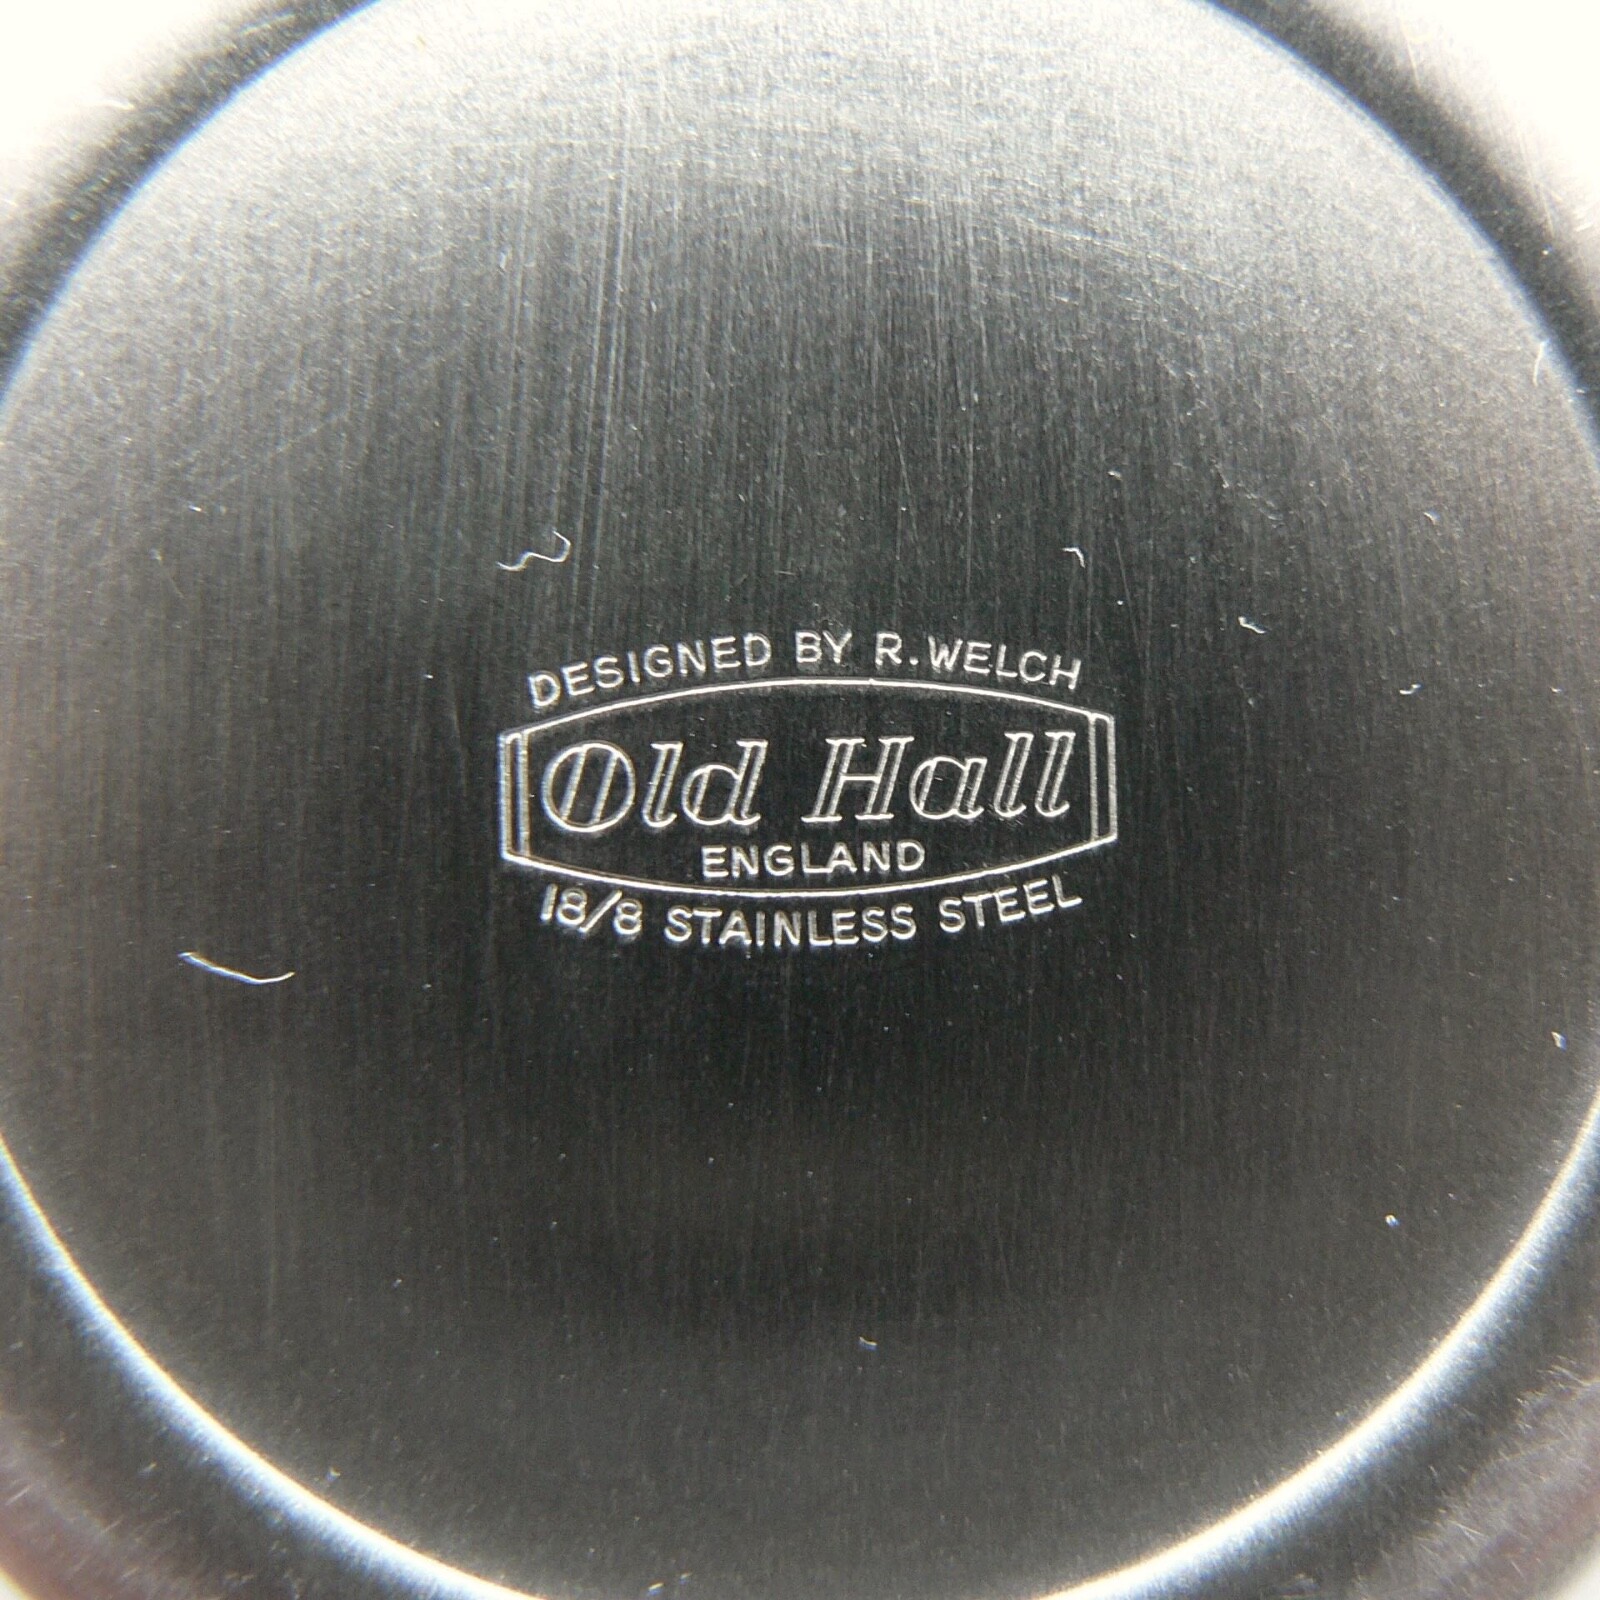 DESIGNED BY R.WELCH
Old Hall
ENGLAND
18/8 STAINLESS STEEL